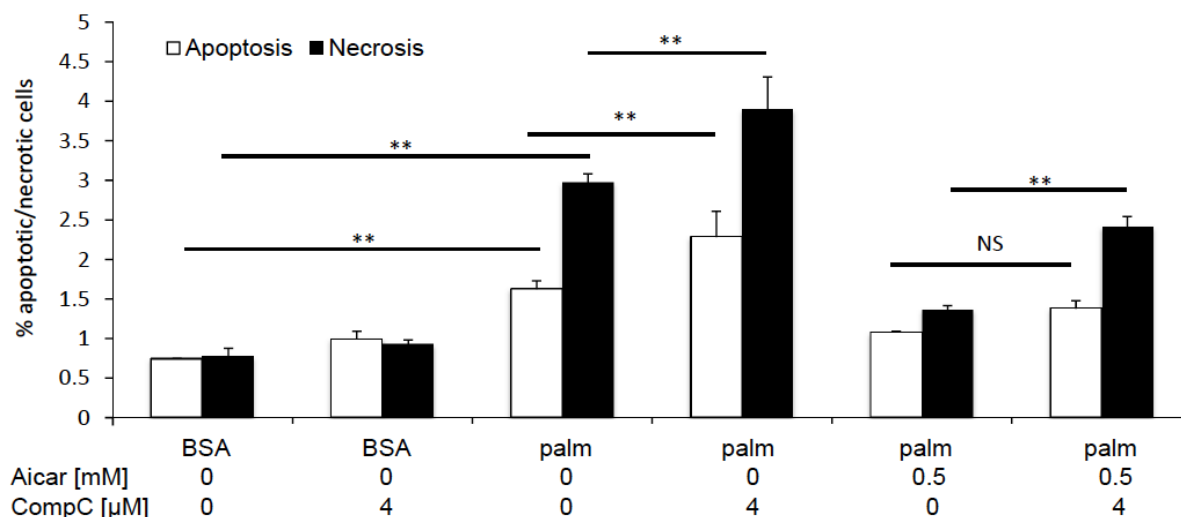 % apoptotic/necrotic cells
5
4.5
4
3.5
3
2.5
2
1.5
1
0.5
0
Apoptosis Necrosis
**
**
**
**
**
NS
BSA BSA palm palm palm palm
Aicar [mM] 0 0 0 0 0.5 0.5
CompC [µM] 0 4 0 4 0 4